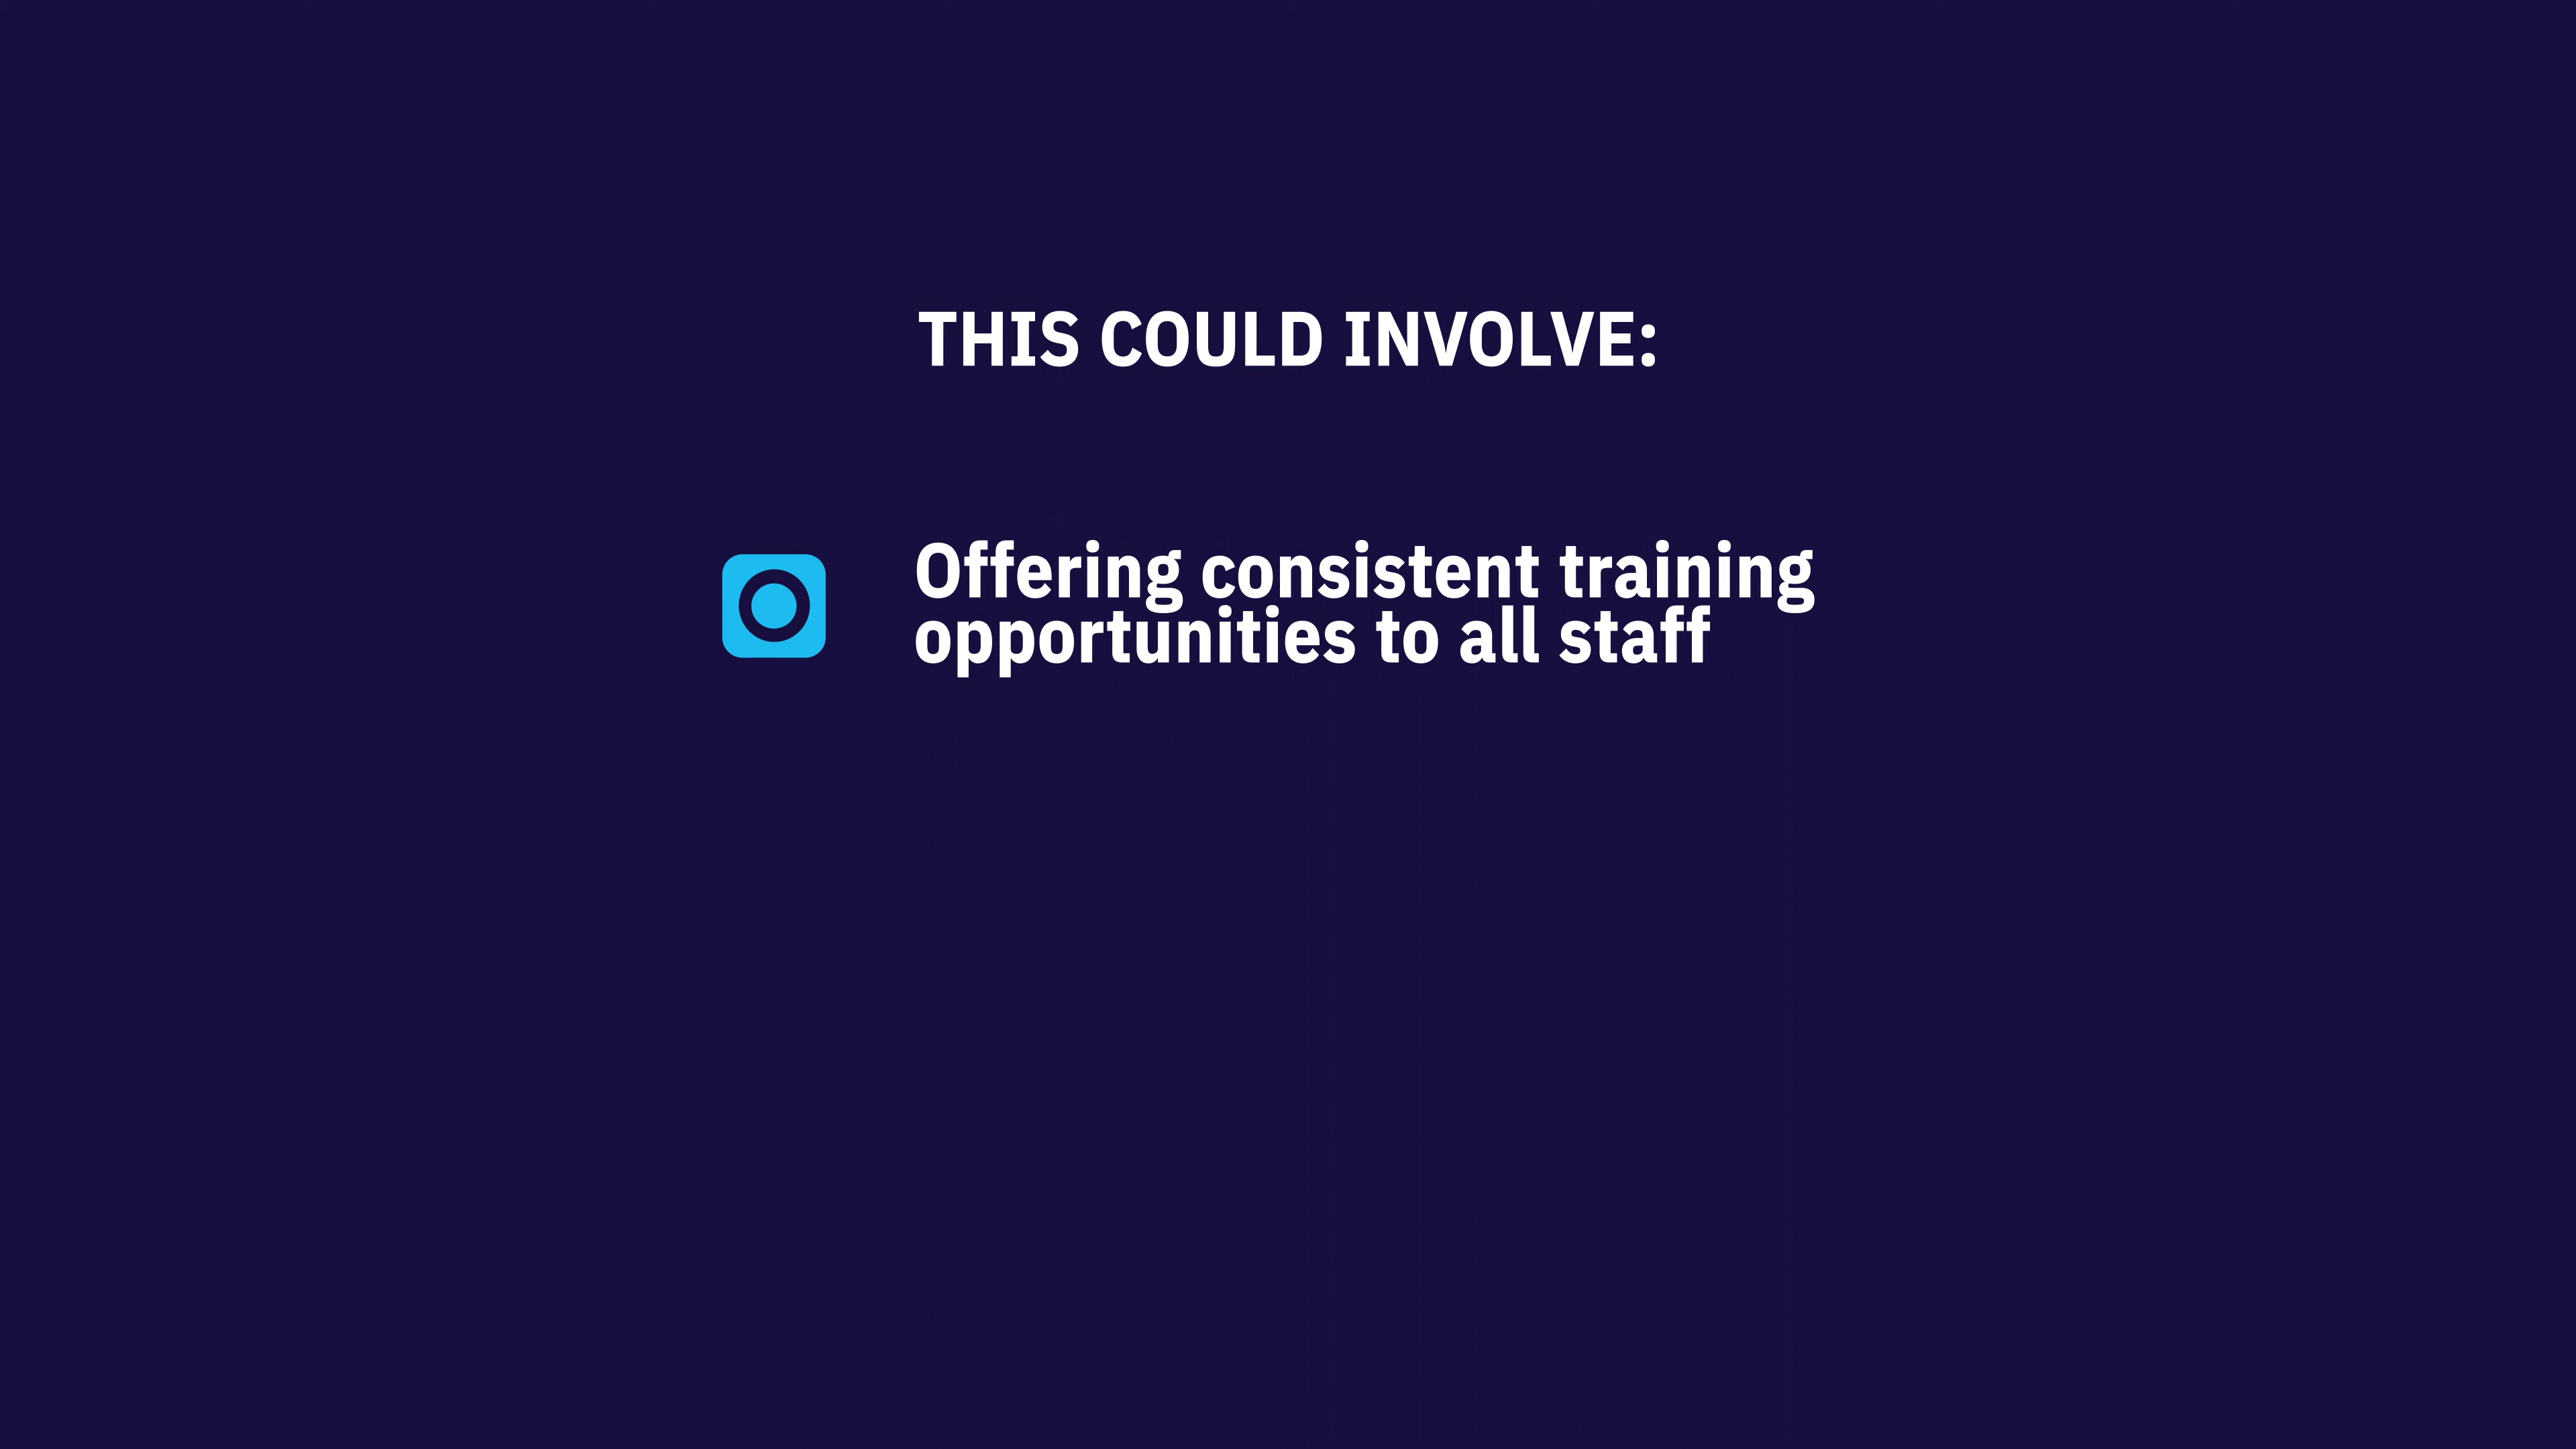 THIS COULD INVOLVE:
Offering consistent training
opportunities to all staff